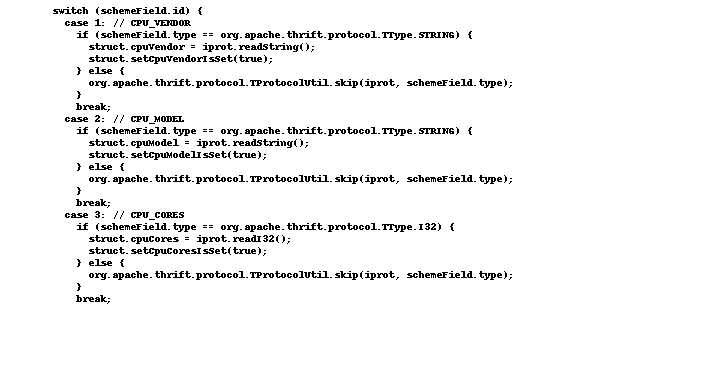 switch (schemeField.id) {
case 1: // CPU_VENDOR
if (schemeField.type == org.apache.thrift.protocol.TType.STRING) {
struct.cpuVendor = iprot.readString();
struct.setCpuVendorIsSet(true);
} else {
org.apache.thrift.protocol.TProtocolUtil.skip(iprot, schemeField.type);
}
break;
case 2: // CPU_MODEL
if (schemeField.type == org.apache.thrift.protocol.TType.STRING) {
struct.cpuModel = iprot.readString();
struct.setCpuModelIsSet(true);
} else {
org.apache.thrift.protocol.TProtocolUtil.skip(iprot, schemeField.type);
}
break;
case 3: // CPU_CORES
if (schemeField.type == org.apache.thrift.protocol.TType.I32) {
struct.cpuCores = iprot.readI32();
struct.setCpuCoresIsSet(true);
} else {
org.apache.thrift.protocol.TProtocolUtil.skip(iprot, schemeField.type);
}
break;